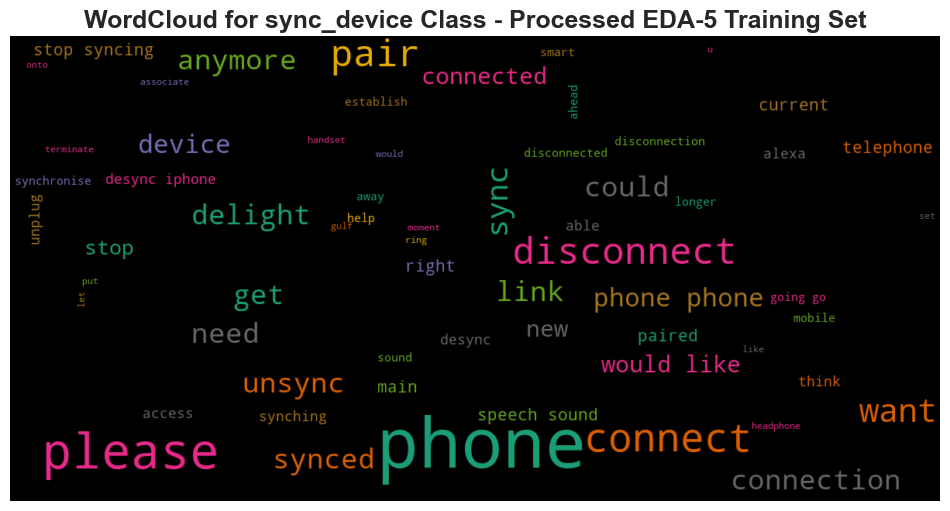 WordCloud for sync_device Class - Processed EDA-5 Training Set
stop syncing
anymore
pair
smart
u
onto
associate
connected
establish
ahead
current
terminate
device
handset
would
disconnected
disconnection
alexa
telephone
synchronise
desync iphone
sync
could
away
longer
unplug
delight
help
gulf
moment
able
set
stop
ring
right
disconnect
put
let
get
link
phone phone
going go
mobile
need
desync
new
paired
like
sound
would like
unsync
main
think
access
synching
speech sound
want
please
synced
phone
connect
headphone
connection